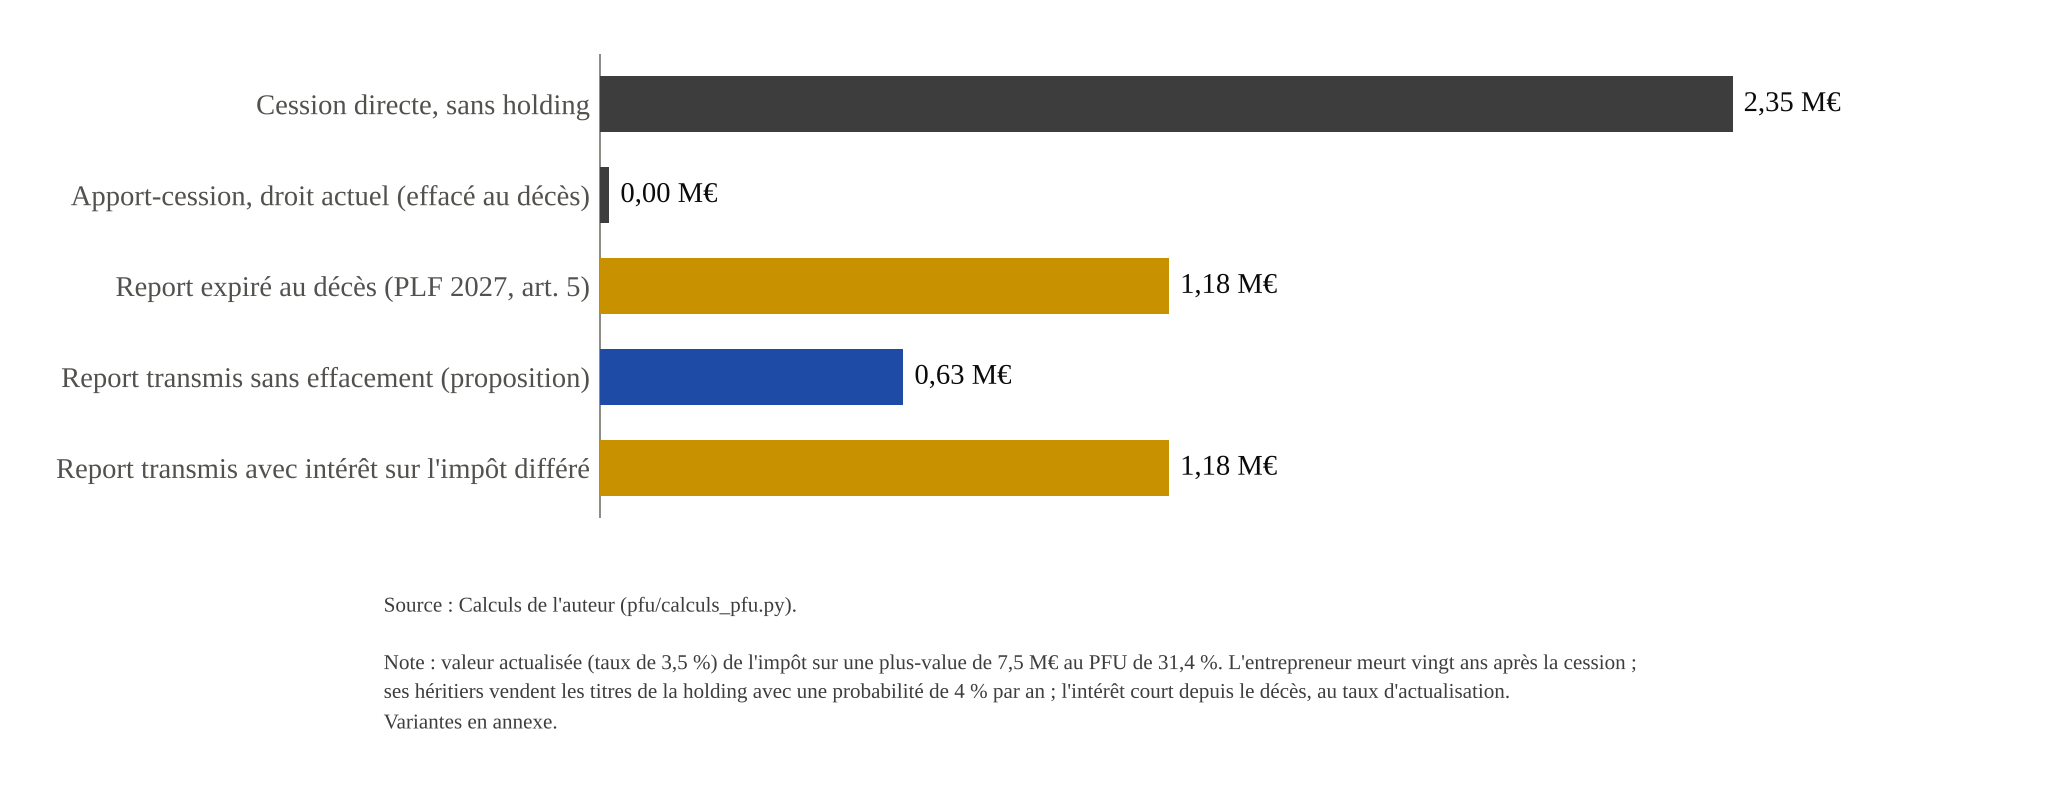 Cession directe, sans holding 2,35 M€
Apport-cession, droit actuel (effacé au décès) 0,00 M€
Report expiré au décès (PLF 2027, art. 5) 1,18 M€
Report transmis sans effacement (proposition) 0,63 M€
Report transmis avec intérêt sur l'impôt différé 1,18 M€
Source : Calculs de l'auteur (pfu/calculs_pfu.py).
Note : valeur actualisée (taux de 3,5 %) de l'impôt sur une plus-value de 7,5 M€ au PFU de 31,4 %. L'entrepreneur meurt vingt ans après la cession ;
ses héritiers vendent les titres de la holding avec une probabilité de 4 % par an ; l'intérêt court depuis le décès, au taux d'actualisation.
Variantes en annexe.